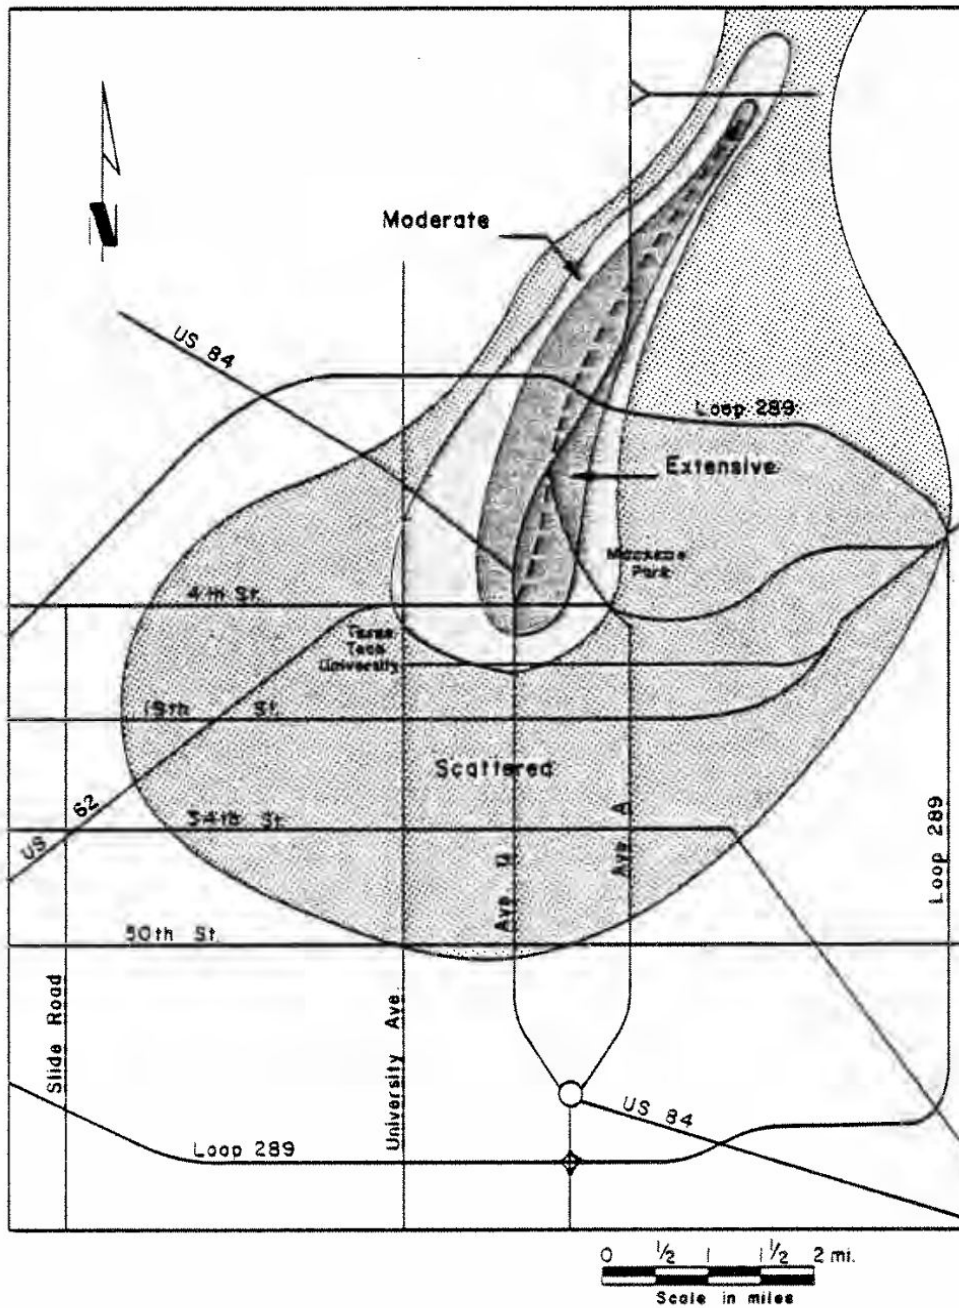 N
Moderate
US 84
Loop 289
Extensive
Mackenzie
Park
4th St.
Texas
Tech
University
19th St.
Scattered
US 62
34th St.
Ave. Q
Ave. A
Loop 289
50th St.
Slide Road
University Ave.
US 84
Loop 289
0 1/2 1 1 1/2 2 mi.
Scale in miles